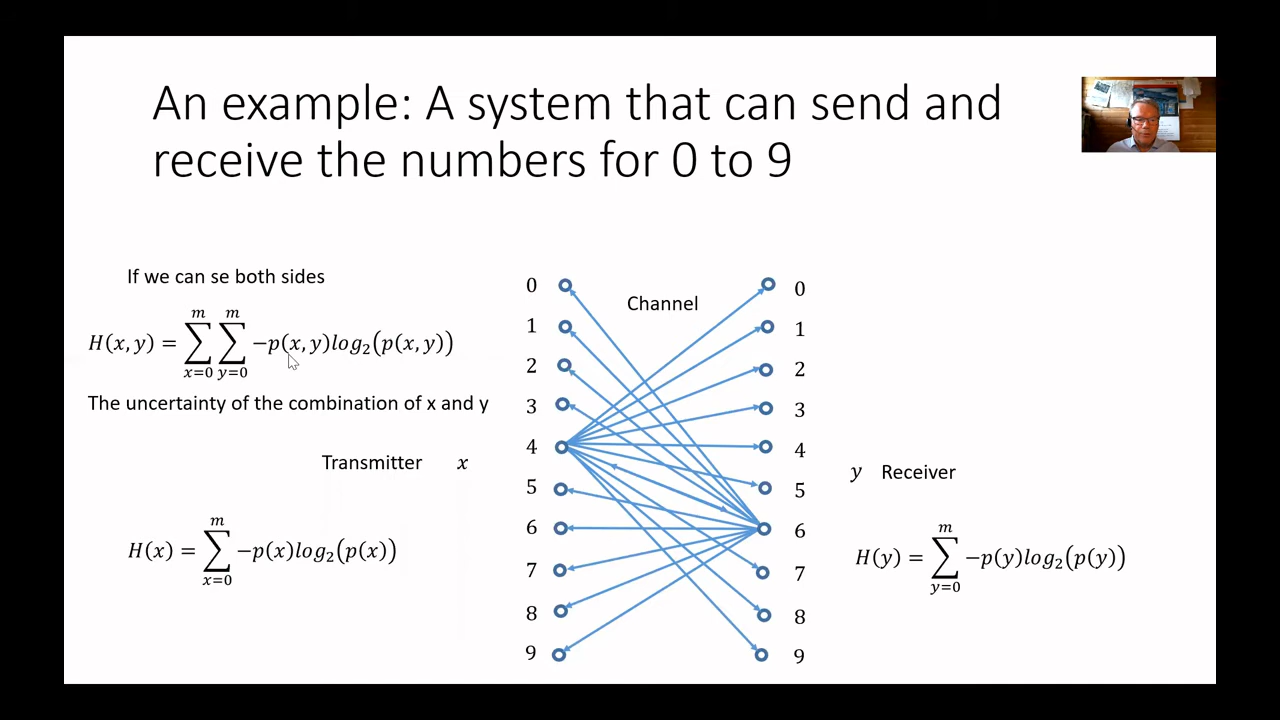 An example: A system that can send and
receive the numbers for 0 to 9
If we can se both sides
H(x, y) = ∑_{x=0}^{m} ∑_{y=0}^{m} −p(x, y)log₂(p(x, y))
The uncertainty of the combination of x and y
Transmitter x
H(x) = ∑_{x=0}^{m} −p(x)log₂(p(x))
Channel
0
1
2
3
4
5
6
7
8
9
0
1
2
3
4
5
6
7
8
9
y Receiver
H(y) = ∑_{y=0}^{m} −p(y)log₂(p(y))